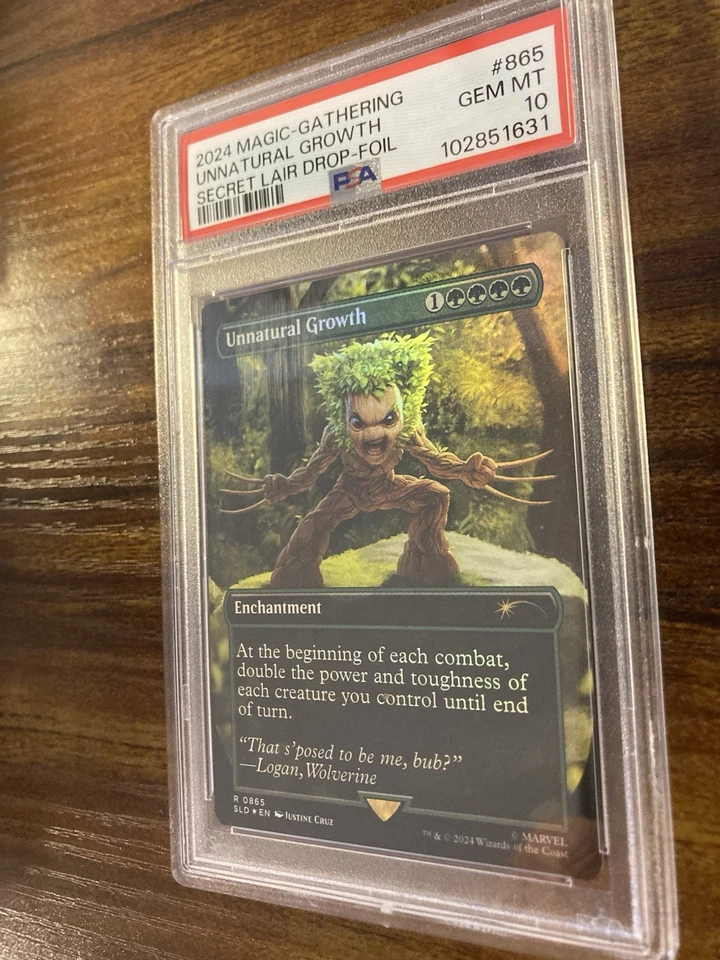 2024 MAGIC-GATHERING #865
UNNATURAL GROWTH GEM MT
SECRET LAIR DROP-FOIL 10
PSA 102851631
Unnatural Growth 1
Enchantment
At the beginning of each combat,
double the power and toughness of
each creature you control until end
of turn.
“That s’posed to be me, bub?”
—Logan, Wolverine
R 0865
SLD★EN Iustine Cruz
™ & © 2024 Wizards of the Coast
© MARVEL